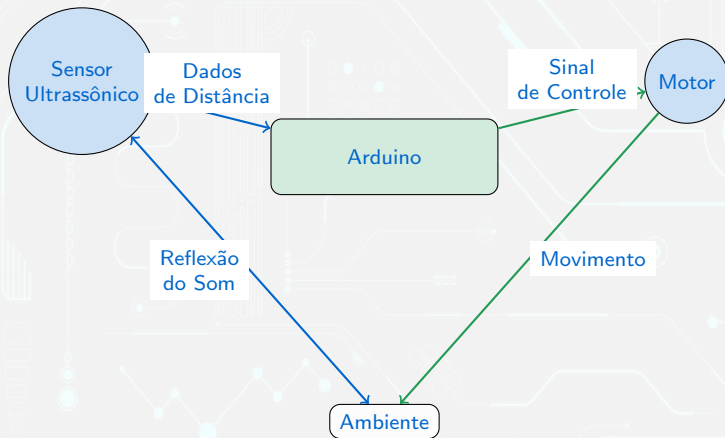 Sensor
Ultrassônico
Dados
de Distância
Sinal
de Controle
Motor
Arduino
Reflexão
do Som
Movimento
Ambiente